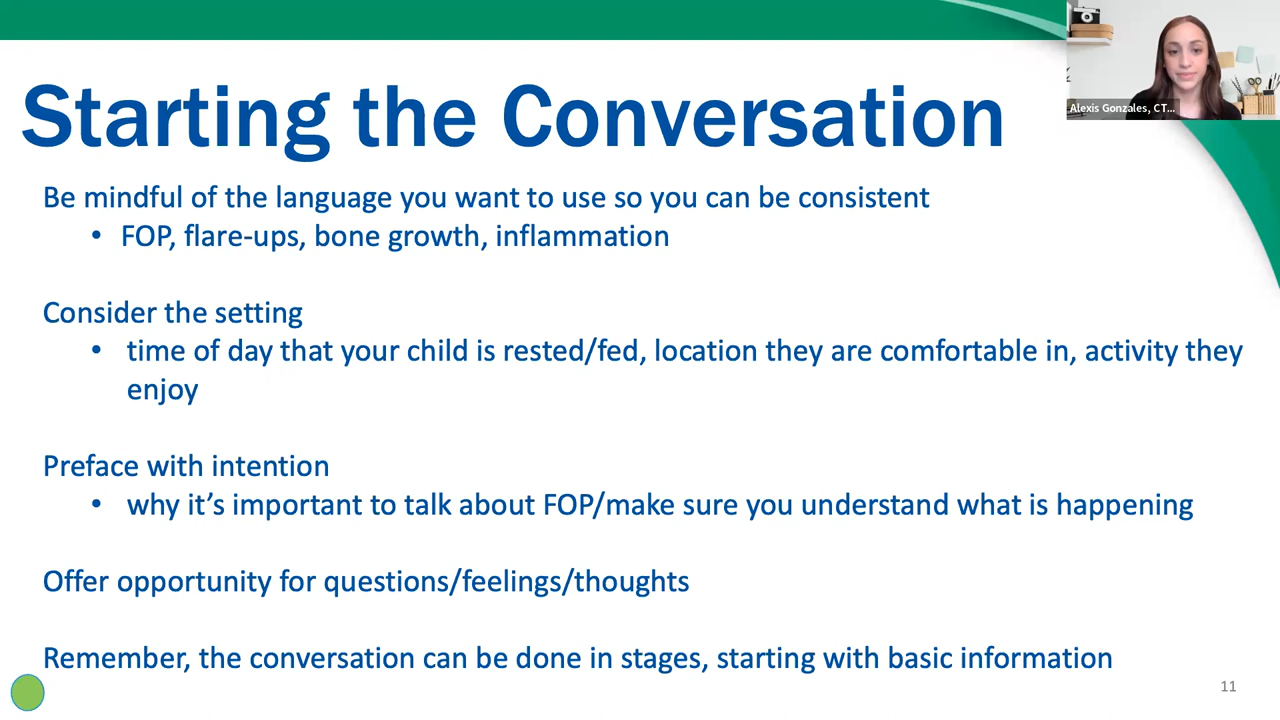 Starting the Conversation
Alexis Gonzales, CT...
Be mindful of the language you want to use so you can be consistent
• FOP, flare-ups, bone growth, inflammation
Consider the setting
• time of day that your child is rested/fed, location they are comfortable in, activity they
enjoy
Preface with intention
• why it’s important to talk about FOP/make sure you understand what is happening
Offer opportunity for questions/feelings/thoughts
Remember, the conversation can be done in stages, starting with basic information
11